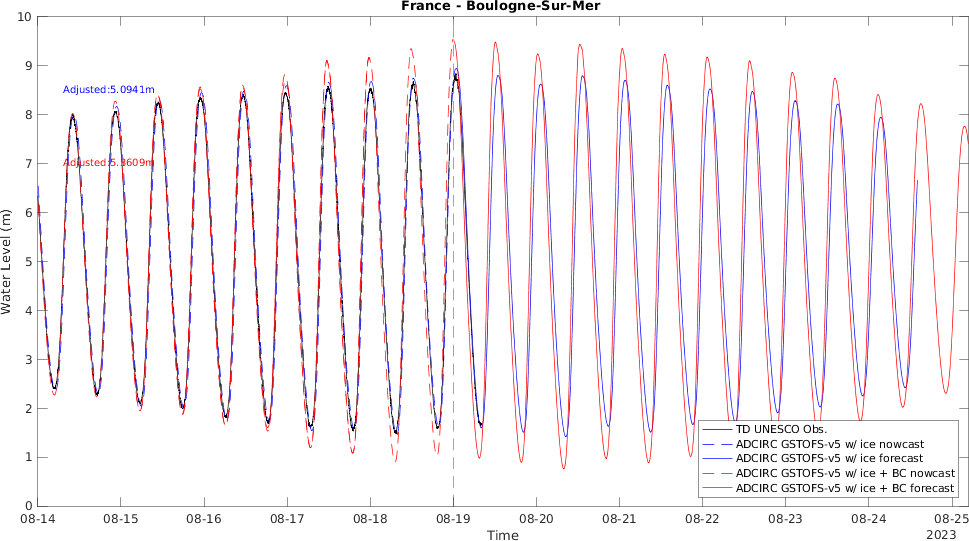 France - Boulogne-Sur-Mer
10
9
8
7
6
5
4
3
2
1
0
Water Level (m)
Adjusted:5.0941m
Adjusted:5.3609m
TD UNESCO Obs.
ADCIRC GSTOFS-v5 w/ ice nowcast
ADCIRC GSTOFS-v5 w/ ice forecast
ADCIRC GSTOFS-v5 w/ ice + BC nowcast
ADCIRC GSTOFS-v5 w/ ice + BC forecast
08-14 08-15 08-16 08-17 08-18 08-19 08-20 08-21 08-22 08-23 08-24 08-25
Time
2023